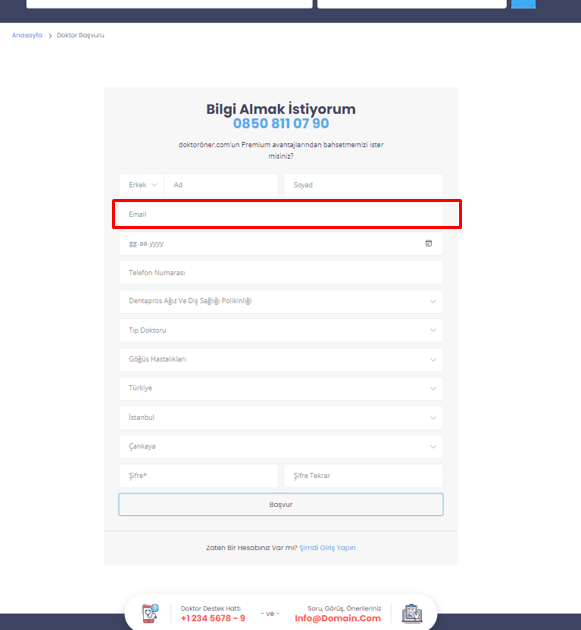 Anasayfa > Doktor Başvuru
Bilgi Almak İstiyorum
0850 811 07 90
doktoröner.com'un Premium avantajlarından bahsetmemizi ister
misiniz?
Erkek Ad Soyad
Email
gg.aa.yyyy
Telefon Numarası
Dentapros Ağız Ve Diş Sağlığı Polikinliği
Tıp Doktoru
Göğüs Hastalıkları
Türkiye
İstanbul
Çankaya
Şifre* Şifre Tekrar
Başvur
Zaten Bir Hesabınız Var mı? Şimdi Giriş Yapın
Doktor Destek Hattı
+1 234 5678 - 9
- ve -
Soru, Görüş, Önerileriniz
Info@Domain.Com